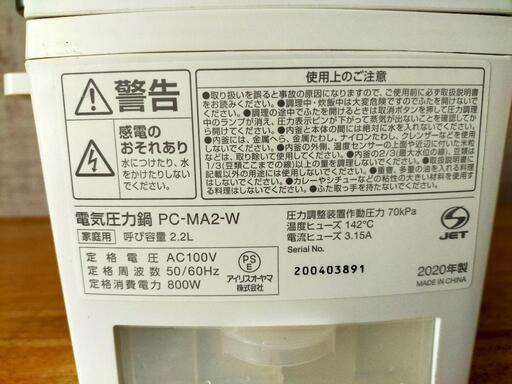 警告
感電の
おそれあり
水につけたり、水
をかけたりしない
でください。
使用上のご注意
●取り扱いを誤ると事故の原因になりますので、ご使用前に必ず取扱説明書
をお読みください。●調理中・炊飯中は大変危険ですのでふたを開けないで
ください。●調理の途中でふたを開けるときは取消ボタンを押して調理
中のランプが消え、圧力表示ピンが下がって蒸気が出ないことを確認して
から開けてください。●内釜と本体の間には絶対に水を入れないでください。
●内釜には、金属へら、金属たわし、ナイロンたわし、クレンザーなどを使用
しないでください。●内釜の外側、温度センサーの上面や近辺に付いた米粒
などは、取り除いて使用してください。●内釜の2/3(最大水位の線)、豆類は
1/3(豆類ここまでの線)以上の量を調理しないでください。●取扱説明書に
記載以外の用途には使用しないでください。●重曹、多量の油を入れて調理
しないでください。●カレーやシチューなどの粘性の大きい材料を使用す
る料理はしないでください。●ふた取っ手を持たないでください。
電気圧力鍋 PC-MA2-W
家庭用 呼び容量 2.2L
定格電圧 AC100V
定格周波数 50/60Hz
定格消費電力 800W
PS
E
アイリスオーヤマ
株式会社
圧力調整装置作動圧力 70kPa
温度ヒューズ 142℃
電流ヒューズ 3.15A
Serial No.
200403891
JET
2020年製
MADE IN CHINA